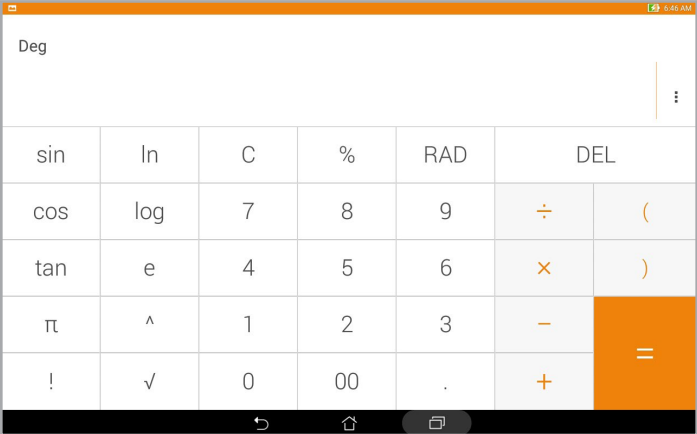 6:46 AM
Deg
sin ln C % RAD DEL
cos log 7 8 9 ÷ (
tan e 4 5 6 × )
π ^ 1 2 3 −
=
! √ 0 00 . +